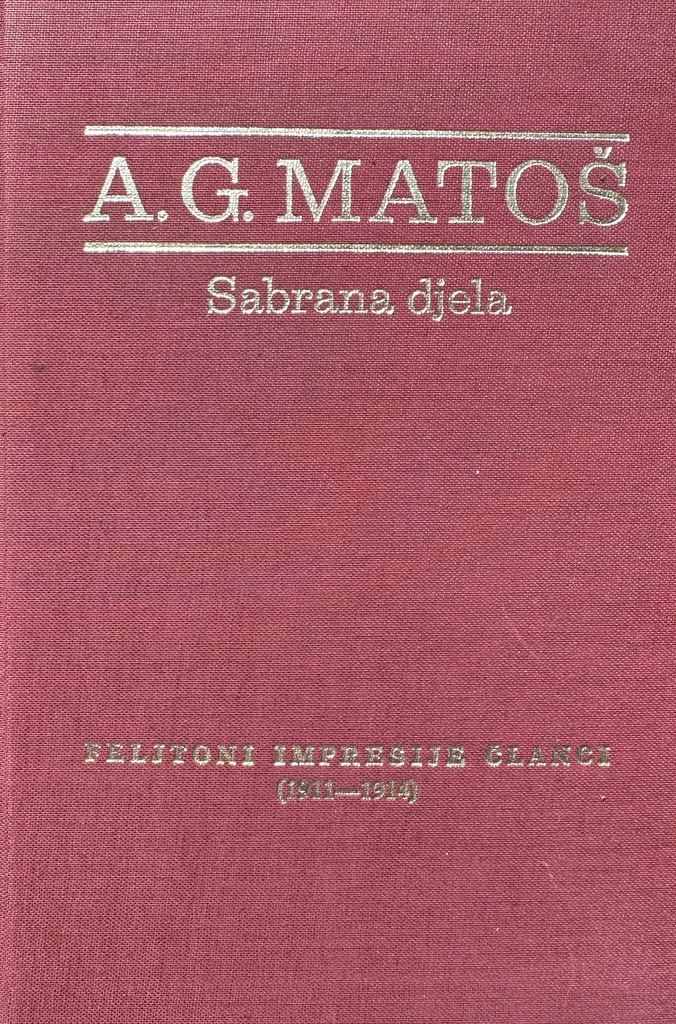 A. G. MATOŠ
Sabrana djela
FELJTONI IMPRESIJE ČLANCI
(1911—1914)